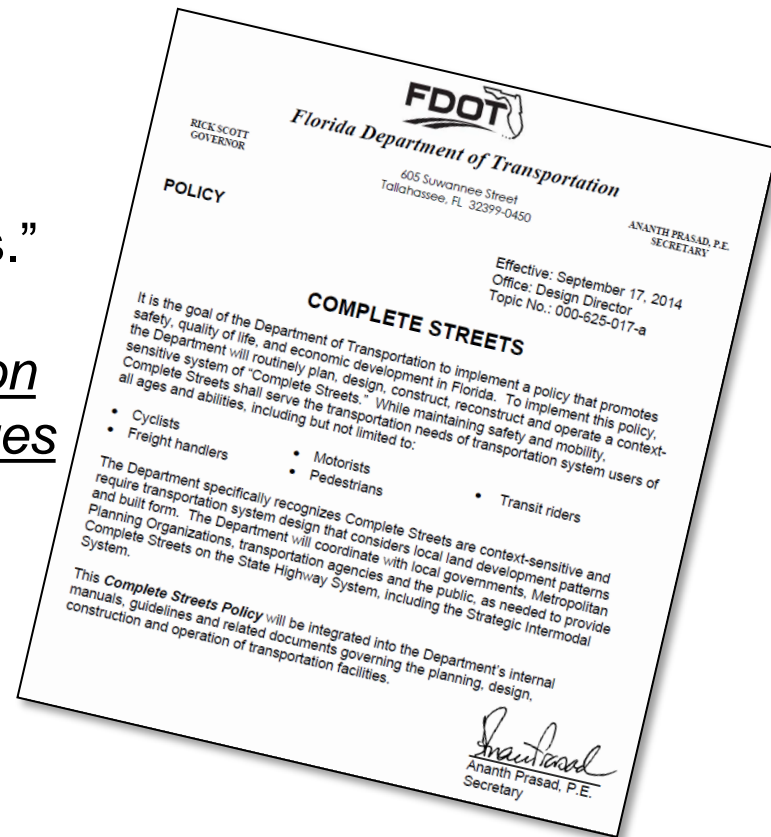 s.”
on
es
FDOT
Florida Department of Transportation
RICK SCOTT
GOVERNOR
605 Suwannee Street
Tallahassee, FL 32399-0450
ANANTH PRASAD, P.E.
SECRETARY
POLICY
Effective: September 17, 2014
Office: Design Director
Topic No.: 000-625-017-a
COMPLETE STREETS
It is the goal of the Department of Transportation to implement a policy that promotes
safety, quality of life, and economic development in Florida. To implement this policy,
the Department will routinely plan, design, construct, reconstruct and operate a context-
sensitive system of “Complete Streets.” While maintaining safety and mobility,
Complete Streets shall serve the transportation needs of transportation system users of
all ages and abilities, including but not limited to:
• Cyclists
• Freight handlers
• Motorists
• Pedestrians
• Transit riders
The Department specifically recognizes Complete Streets are context-sensitive and
require transportation system design that considers local land development patterns
and built form. The Department will coordinate with local governments, Metropolitan
Planning Organizations, transportation agencies and the public, as needed to provide
Complete Streets on the State Highway System, including the Strategic Intermodal
System.
This Complete Streets Policy will be integrated into the Department's internal
manuals, guidelines and related documents governing the planning, design,
construction and operation of transportation facilities.
Ananth Prasad
Ananth Prasad, P.E.
Secretary